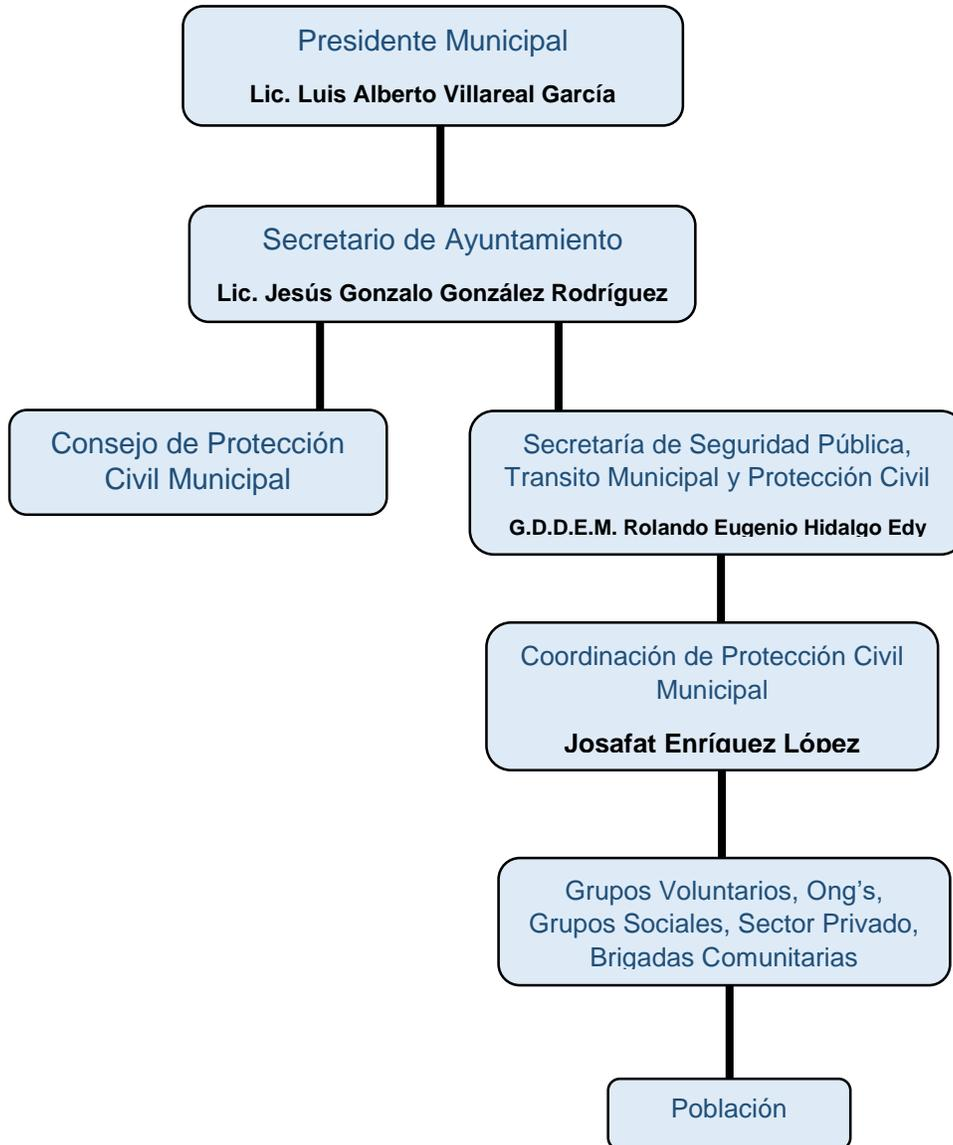 Presidente Municipal
Lic. Luis Alberto Villareal García
Secretario de Ayuntamiento
Lic. Jesús Gonzalo González Rodríguez
Consejo de Protección
Civil Municipal
Secretaría de Seguridad Pública,
Transito Municipal y Protección Civil
G.D.D.E.M. Rolando Eugenio Hidalgo Edy
Coordinación de Protección Civil
Municipal
Josafat Enríquez López
Grupos Voluntarios, Ong’s,
Grupos Sociales, Sector Privado,
Brigadas Comunitarias
Población